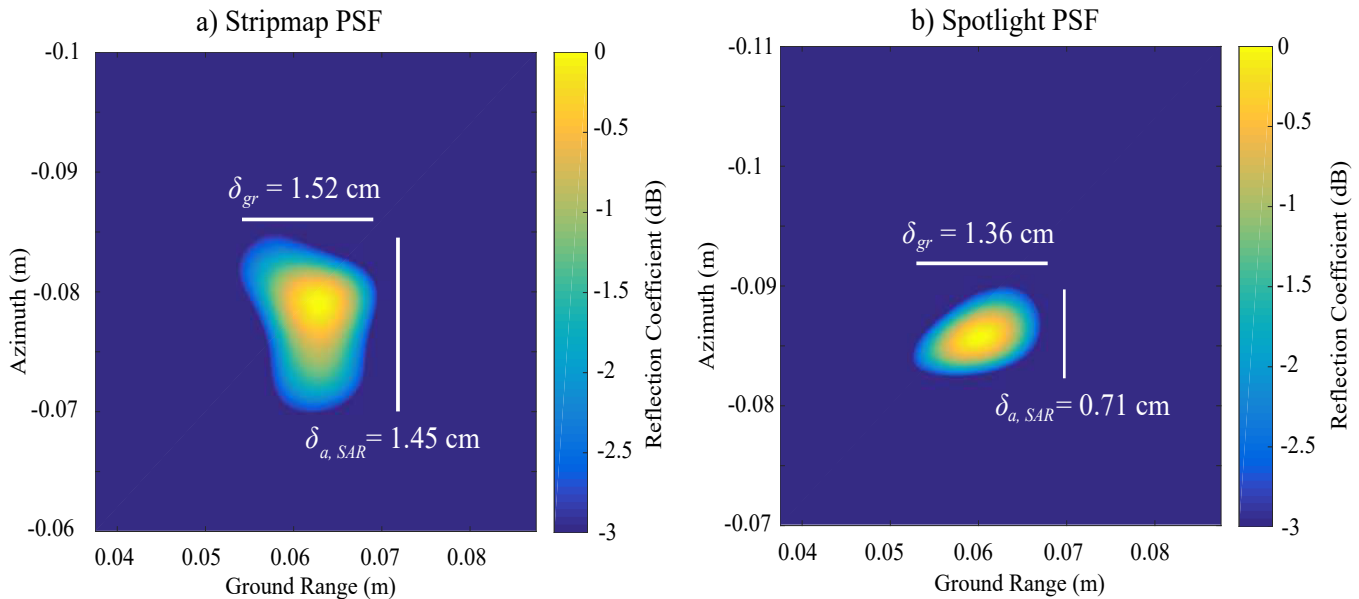 a) Stripmap PSF
-0.1
-0.09
-0.08
-0.07
-0.06
Azimuth (m)
0.04 0.05 0.06 0.07 0.08
Ground Range (m)
δgr = 1.52 cm
δa, SAR = 1.45 cm
0
-0.5
-1
-1.5
-2
-2.5
-3
Reflection Coefficient (dB)
b) Spotlight PSF
-0.11
-0.1
-0.09
-0.08
-0.07
Azimuth (m)
0.04 0.05 0.06 0.07 0.08
Ground Range (m)
δgr = 1.36 cm
δa, SAR = 0.71 cm
0
-0.5
-1
-1.5
-2
-2.5
-3
Reflection Coefficient (dB)